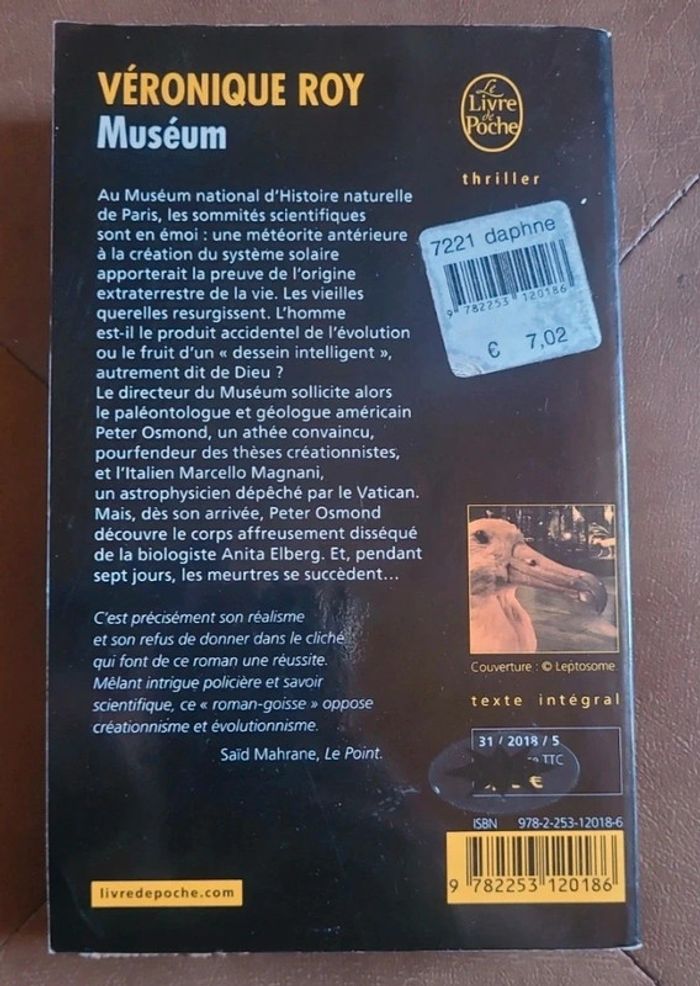 VÉRONIQUE ROY
Muséum
Au Muséum national d'Histoire naturelle
de Paris, les sommités scientifiques
sont en émoi : une météorite antérieure
à la création du système solaire
apporterait la preuve de l'origine
extraterrestre de la vie. Les vieilles
querelles resurgissent. L'homme
est-il le produit accidentel de l'évolution
ou le fruit d'un « dessein intelligent »,
autrement dit de Dieu ?
Le directeur du Muséum sollicite alors
le paléontologue et géologue américain
Peter Osmond, un athée convaincu,
pourfendeur des thèses créationnistes,
et l'Italien Marcello Magnani,
un astrophysicien dépêché par le Vatican.
Mais, dès son arrivée, Peter Osmond
découvre le corps affreusement disséqué
de la biologiste Anita Elberg. Et, pendant
sept jours, les meurtres se succèdent...
C'est précisément son réalisme
et son refus de donner dans le cliché
qui font de ce roman une réussite.
Mêlant intrigue policière et savoir
scientifique, ce « roman-goisse » oppose
créationnisme et évolutionnisme.
Saïd Mahrane, Le Point.
livredepoche.com
Le
Livre
de
Poche
thriller
7221 daphne
9 782253 120186
€ 7,02
Couverture : © Leptosome.
texte intégral
31 / 2018 / 5
TTC
€
ISBN 978-2-253-12018-6
9 782253 120186